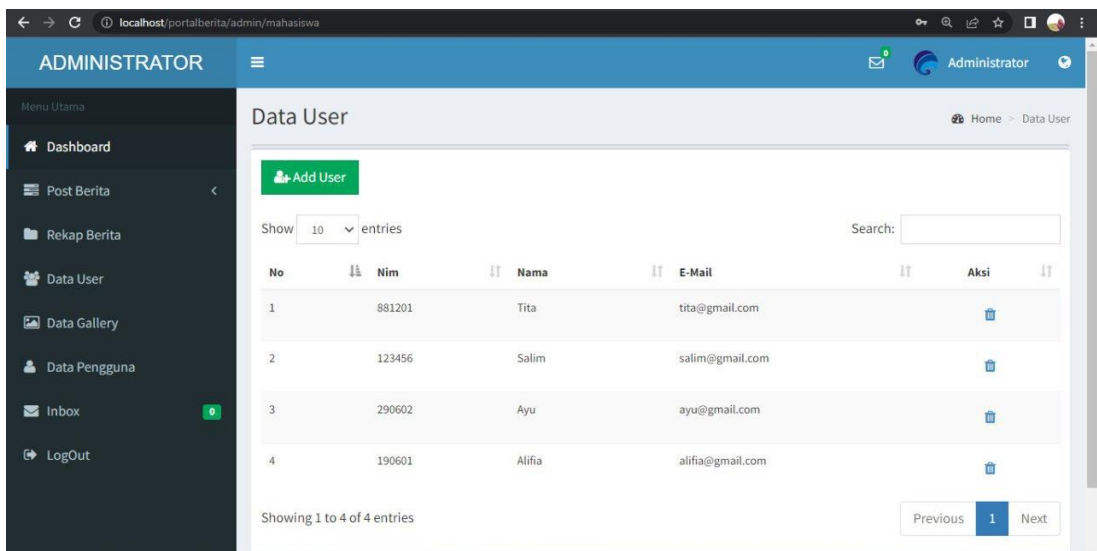 localhost/portalberita/admin/mahasiswa
ADMINISTRATOR
0
Administrator
Menu Utama
Dashboard
Post Berita
Rekap Berita
Data User
Data Gallery
Data Pengguna
Inbox 0
LogOut
Data User
Home > Data User
Add User
Show 10 entries
Search:
No Nim Nama E-Mail Aksi
1 881201 Tita tita@gmail.com
2 123456 Salim salim@gmail.com
3 290602 Ayu ayu@gmail.com
4 190601 Alifia alifia@gmail.com
Showing 1 to 4 of 4 entries
Previous 1 Next